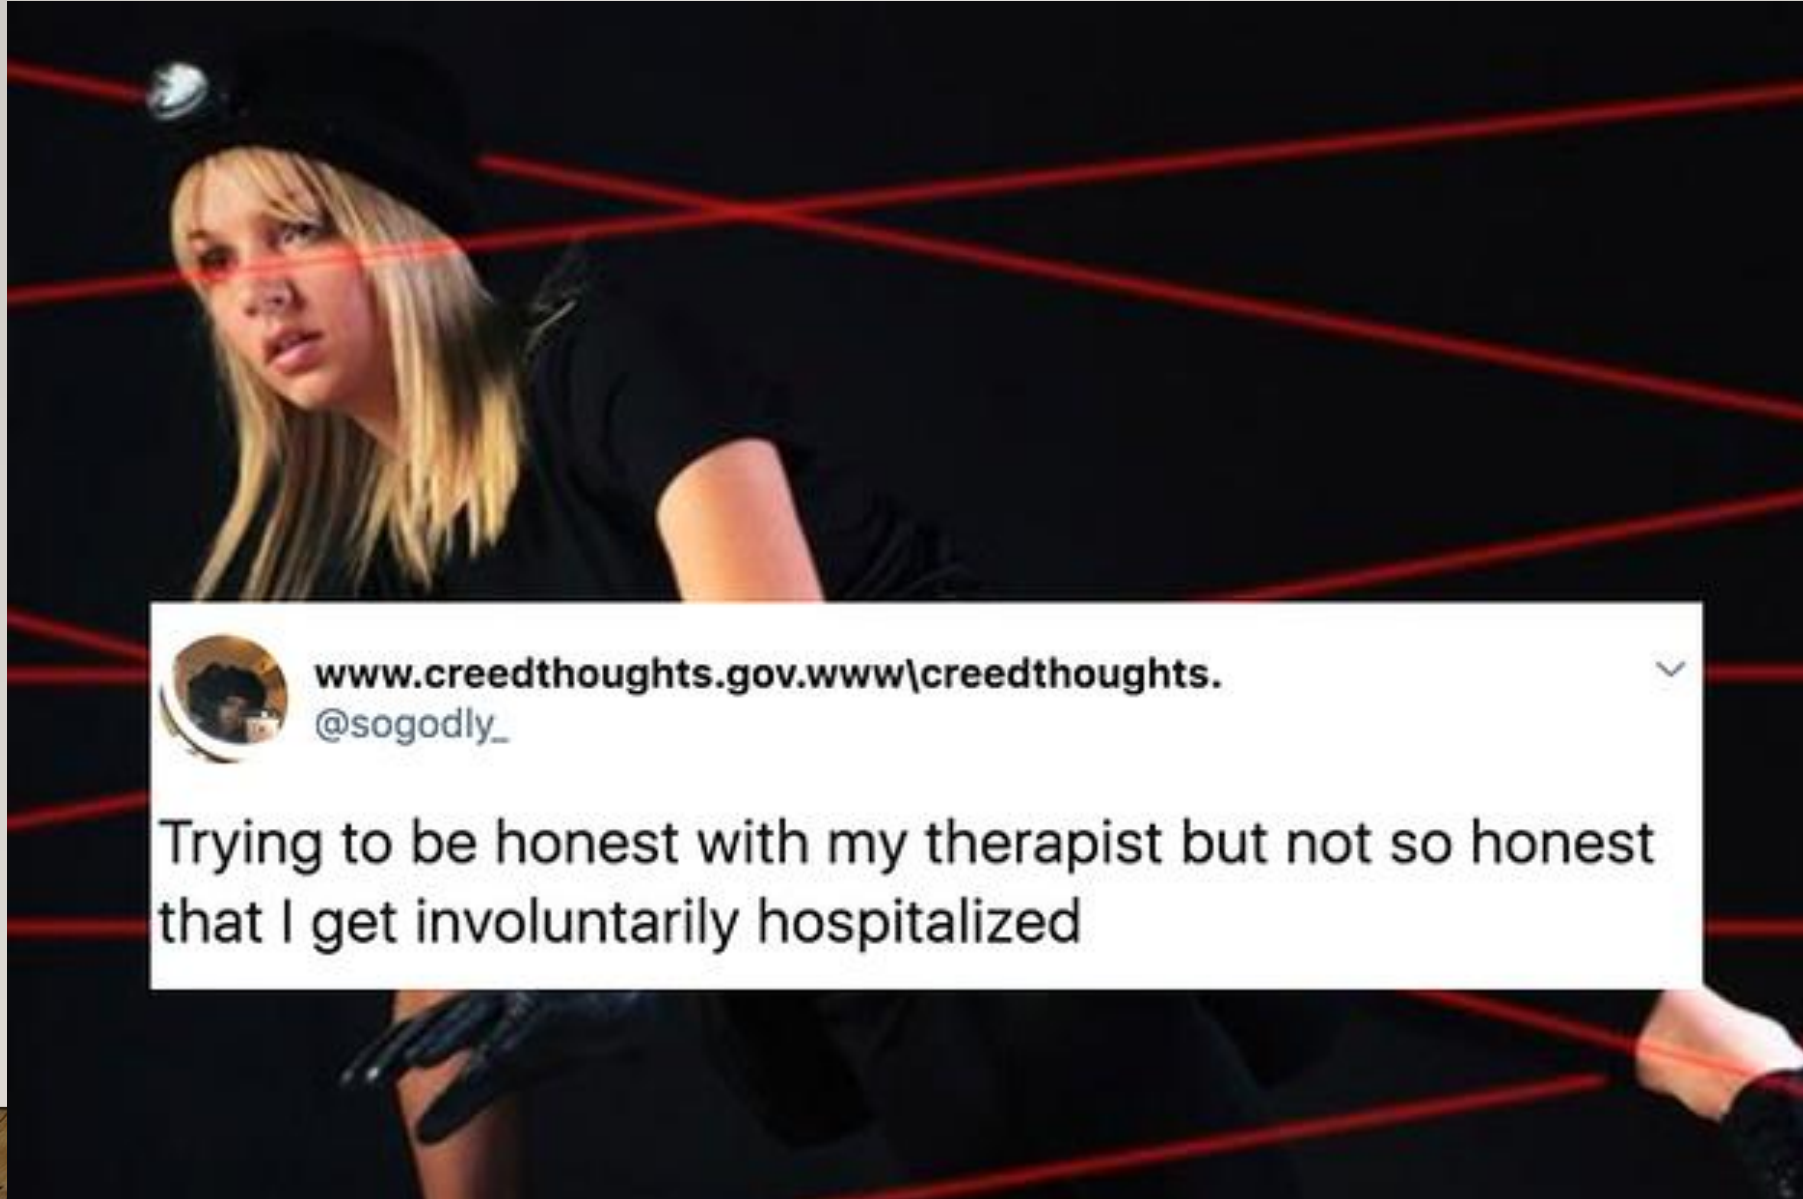 www.creedthoughts.gov.www\creedthoughts.
@sogodly_
Trying to be honest with my therapist but not so honest
that I get involuntarily hospitalized